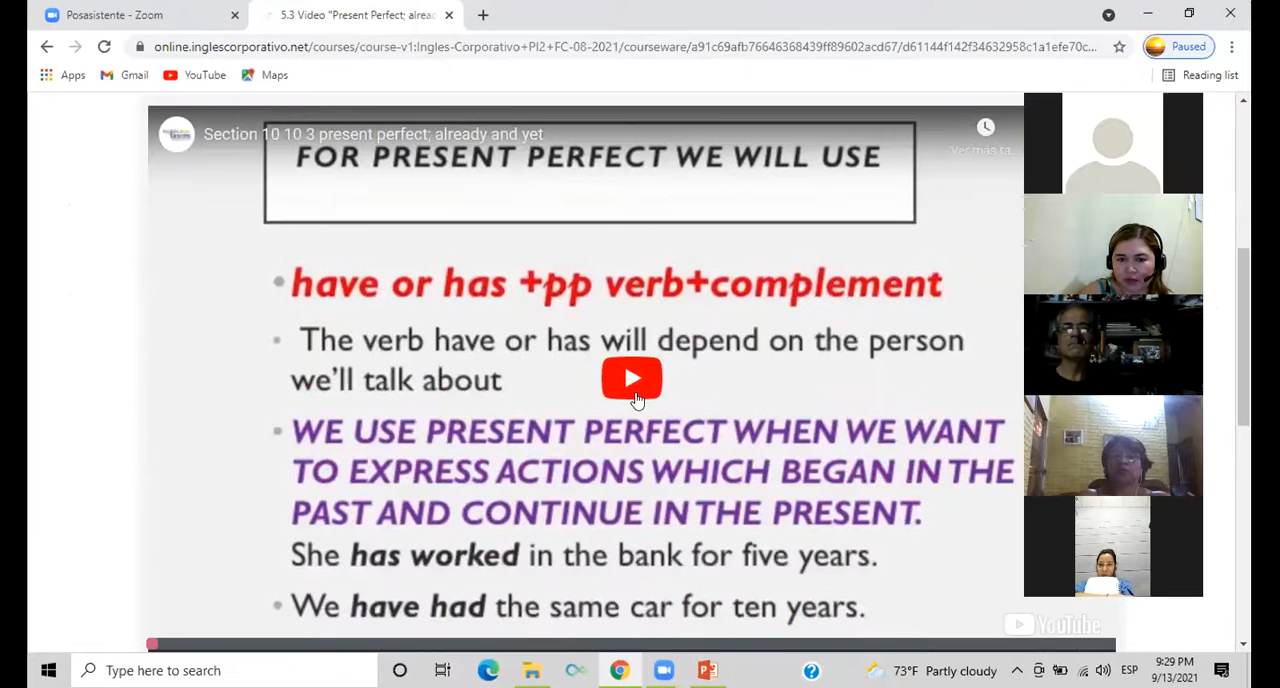 Posasistente - Zoom
5.3 Video "Present Perfect; alread
online.inglescorporativo.net/courses/course-v1:Ingles-Corporativo+PI2+FC-08-2021/courseware/a91c69afb76646368439ff89602acd67/d61144f142f34632958c1a1efe70c...
Paused
Apps
Gmail
YouTube
Maps
Reading list
Section 10 10 3 present perfect; already and yet
Ver más ta...
FOR PRESENT PERFECT WE WILL USE
• have or has +pp verb+complement
• The verb have or has will depend on the person
we'll talk about
• WE USE PRESENT PERFECT WHEN WE WANT
TO EXPRESS ACTIONS WHICH BEGAN IN THE
PAST AND CONTINUE IN THE PRESENT.
She has worked in the bank for five years.
• We have had the same car for ten years.
YouTube
Type here to search
73°F Partly cloudy
ESP
9:29 PM
9/13/2021